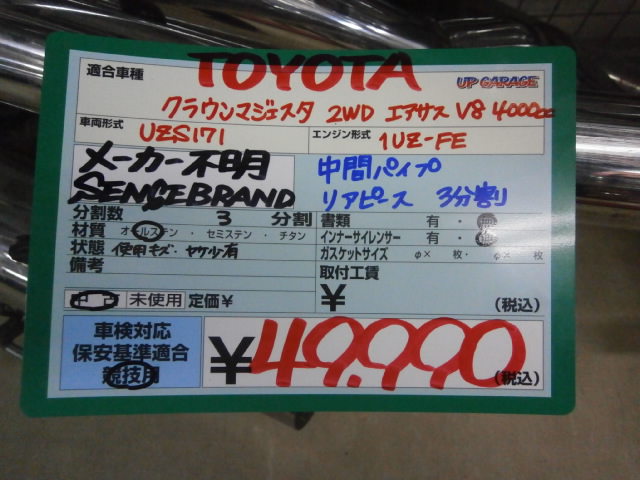 適合車種 TOYOTA UP GARAGE
クラウンマジェスタ 2WD エアサス V8 4000cc
車両形式 UZS171 エンジン形式 1UZ-FE
メーカー不明 中間パイプ
SENCEBRAND リアピース 3分割
分割数 3 分割 書類 有・無
材質 オールステン・セミステン・チタン インナーサイレンサー 有・無
状態 使用キズ・ヤケ少有 ガスケットサイズ φ× 枚・ φ× 枚
備考 取付工賃
中古 未使用 定価¥ ¥ (税込)
車検対応
保安基準適合
競技用
¥ (税込)